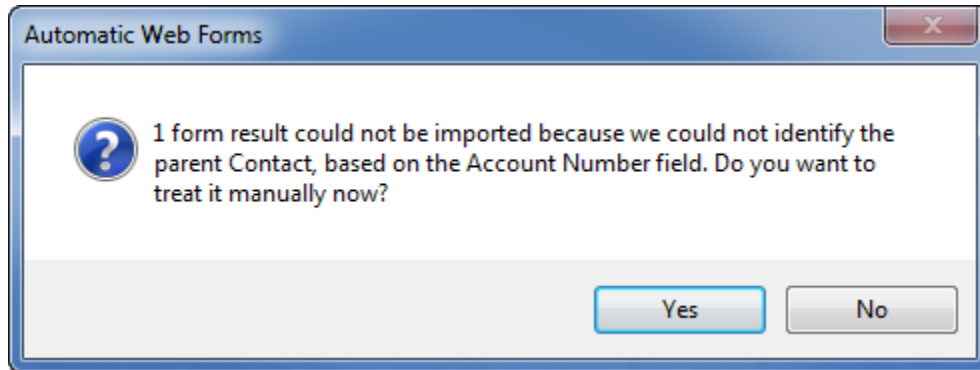 Automatic Web Forms
1 form result could not be imported because we could not identify the
parent Contact, based on the Account Number field. Do you want to
treat it manually now?
Yes
No